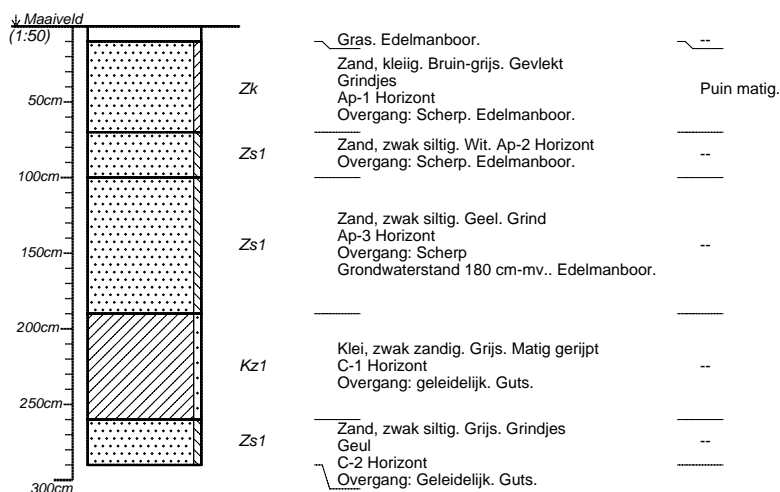 Maaiveld
(1:50)
Gras. Edelmanboor.
--
Zand, kleiig. Bruin-grijs. Gevlekt
Grindjes
Zk
Puin matig.
50cm
Ap-1 Horizont
Overgang: Scherp. Edelmanboor.
Zand, zwak siltig. Wit. Ap-2 Horizont
Zs1
--
Overgang: Scherp. Edelmanboor.
100cm
Zand, zwak siltig. Geel. Grind
Ap-3 Horizont
Zs1
--
150cm
Overgang: Scherp
Grondwaterstand 180 cm-mv.. Edelmanboor.
200cm
Klei, zwak zandig. Grijs. Matig gerijpt
Kz1
C-1 Horizont
--
Overgang: geleidelijk. Guts.
250cm
Zand, zwak siltig. Grijs. Grindjes
Zs1
Geul
--
C-2 Horizont
Overgang: Geleidelijk. Guts.
300cm